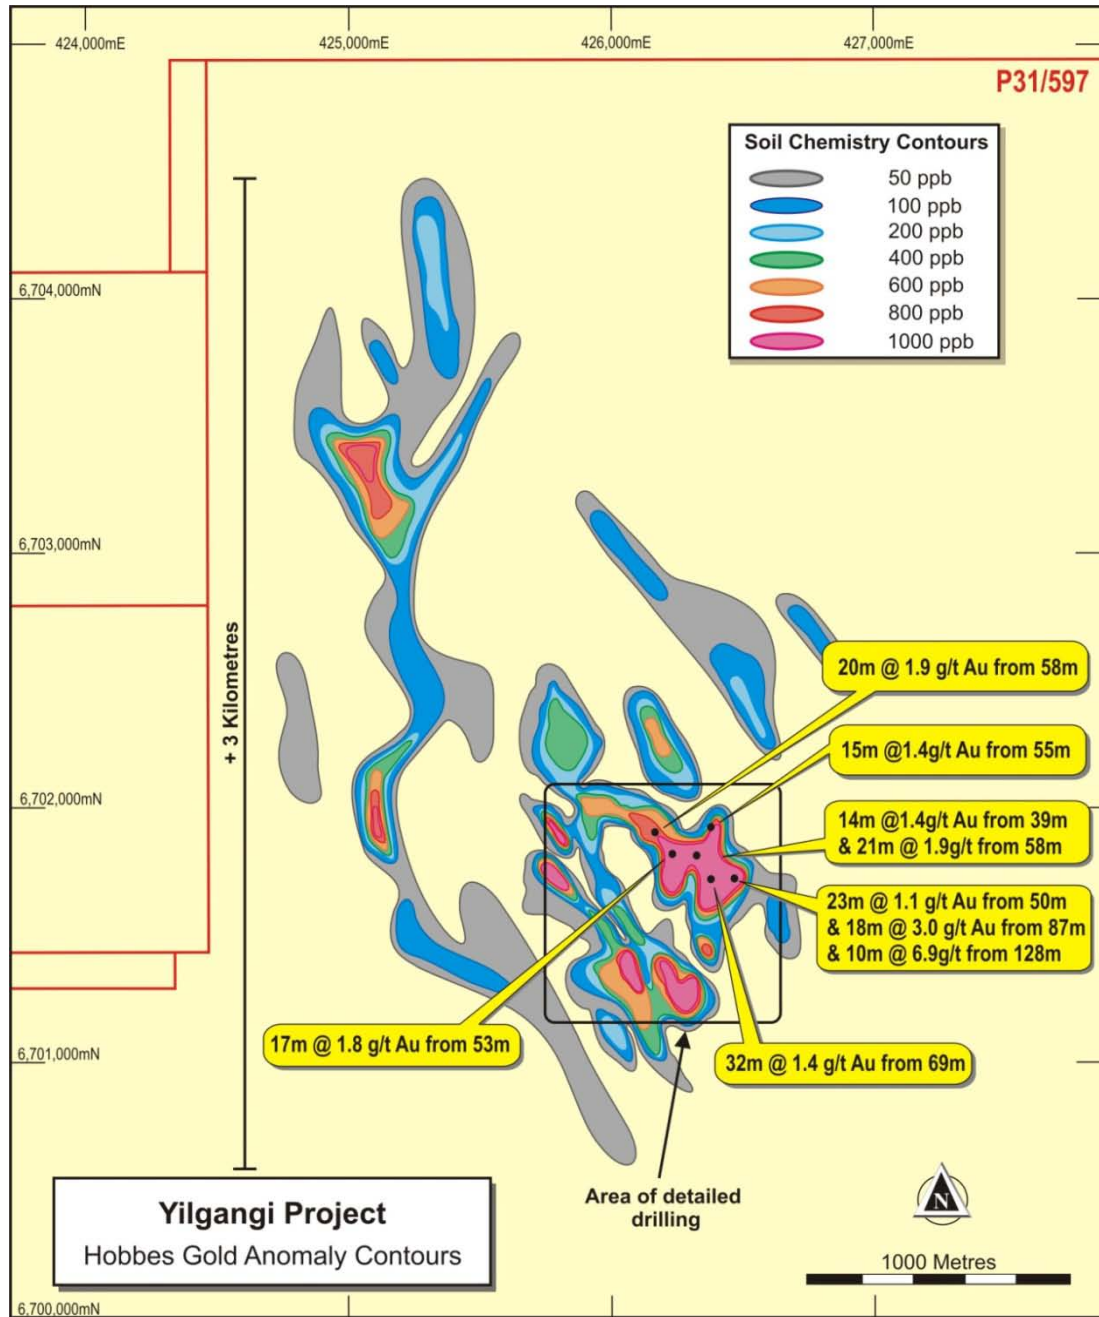 424,000mE
425,000mE
426,000mE
427,000mE
P31/597
Soil Chemistry Contours
50 ppb
100 ppb
200 ppb
400 ppb
600 ppb
800 ppb
1000 ppb
6,704,000mN
6,703,000mN
+ 3 Kilometres
20m @ 1.9 g/t Au from 58m
15m @1.4g/t Au from 55m
6,702,000mN
14m @1.4g/t Au from 39m
& 21m @ 1.9g/t from 58m
23m @ 1.1 g/t Au from 50m
& 18m @ 3.0 g/t Au from 87m
& 10m @ 6.9g/t from 128m
17m @ 1.8 g/t Au from 53m
6,701,000mN
32m @ 1.4 g/t Au from 69m
Area of detailed
drilling
N
Yilgangi Project
Hobbes Gold Anomaly Contours
1000 Metres
6,700,000mN